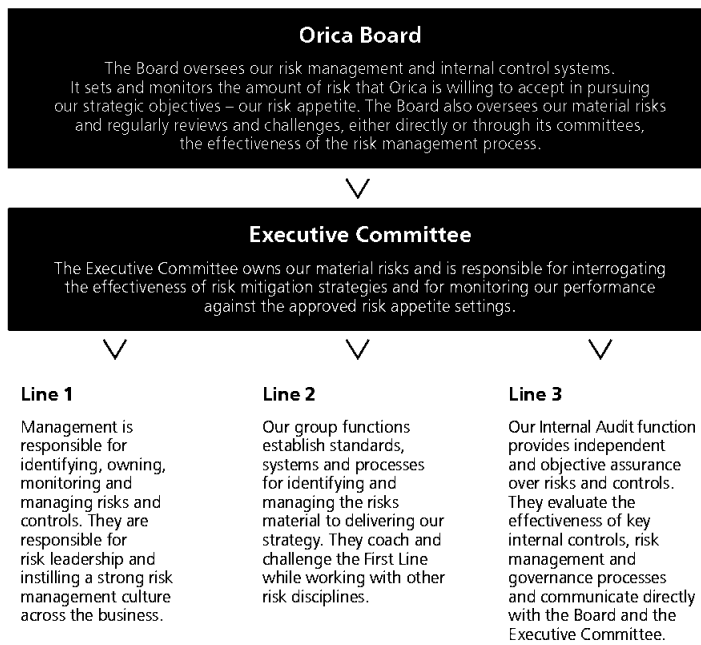 Orica Board
The Board oversees our risk management and internal control systems.
It sets and monitors the amount of risk that Orica is willing to accept in pursuing
our strategic objectives – our risk appetite. The Board also oversees our material risks
and regularly reviews and challenges, either directly or through its committees,
the effectiveness of the risk management process.
Executive Committee
The Executive Committee owns our material risks and is responsible for interrogating
the effectiveness of risk mitigation strategies and for monitoring our performance
against the approved risk appetite settings.
Line 1
Management is
responsible for
identifying, owning,
monitoring and
managing risks and
controls. They are
responsible for
risk leadership and
instilling a strong risk
management culture
across the business.
Line 2
Our group functions
establish standards,
systems and processes
for identifying and
managing the risks
material to delivering our
strategy. They coach and
challenge the First Line
while working with other
risk disciplines.
Line 3
Our Internal Audit function
provides independent
and objective assurance
over risks and controls.
They evaluate the
effectiveness of key
internal controls, risk
management and
governance processes
and communicate directly
with the Board and the
Executive Committee.